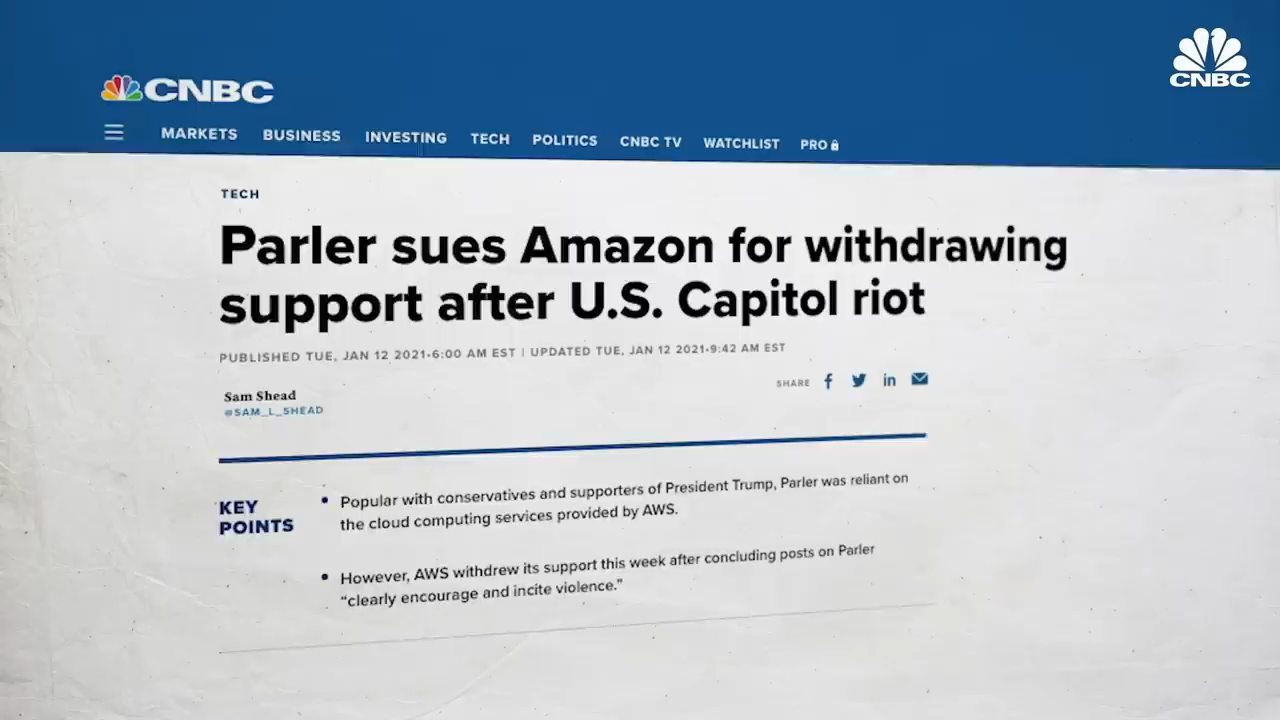 CNBC
CNBC
MARKETS BUSINESS INVESTING TECH POLITICS CNBC TV WATCHLIST PRO
TECH
Parler sues Amazon for withdrawing
support after U.S. Capitol riot
PUBLISHED TUE, JAN 12 2021•6:00 AM EST | UPDATED TUE, JAN 12 2021•9:42 AM EST
Sam Shead
@SAM_L_SHEAD
SHARE f in
KEY
POINTS
• Popular with conservatives and supporters of President Trump, Parler was reliant on
the cloud computing services provided by AWS.
• However, AWS withdrew its support this week after concluding posts on Parler
“clearly encourage and incite violence.”